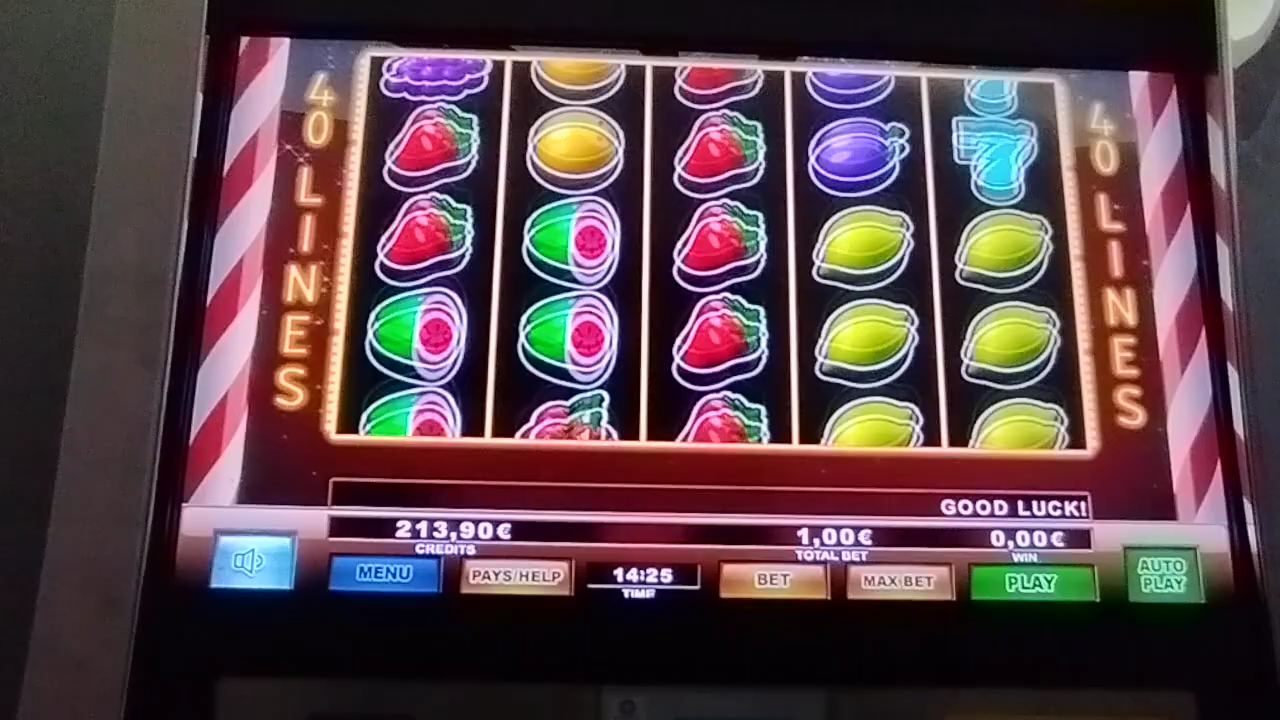 40 LINES
40 LINES
GOOD LUCK!
213,90€
1,00€
0,00€
CREDITS
TOTAL BET
WIN
MENU
PAYS/HELP
14:25
TIME
BET
MAX BET
PLAY
AUTO
PLAY